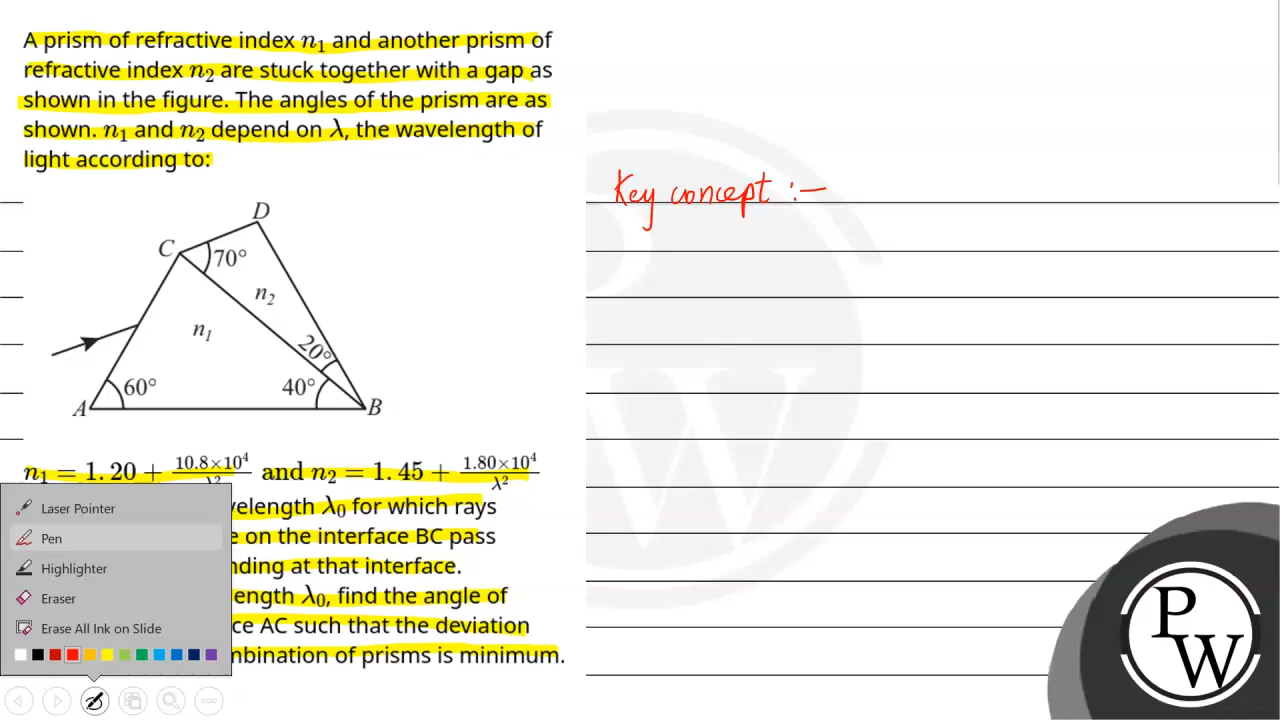 A prism of refractive index n₁ and another prism of
refractive index n₂ are stuck together with a gap as
shown in the figure. The angles of the prism are as
shown. n₁ and n₂ depend on λ, the wavelength of
light according to:
Key concept :-
D
C
70°
n₂
n₁
20°
60°
40°
A
B
n₁ = 1.20 + 10.8×10⁴/λ² and n₂ = 1.45 + 1.80×10⁴/λ²
λ₀ for which rays
on the interface BC pass
at that interface.
λ₀, find the angle of
AC such that the deviation
of prisms is minimum.
Laser Pointer
Pen
Highlighter
Eraser
Erase All Ink on Slide
P
W